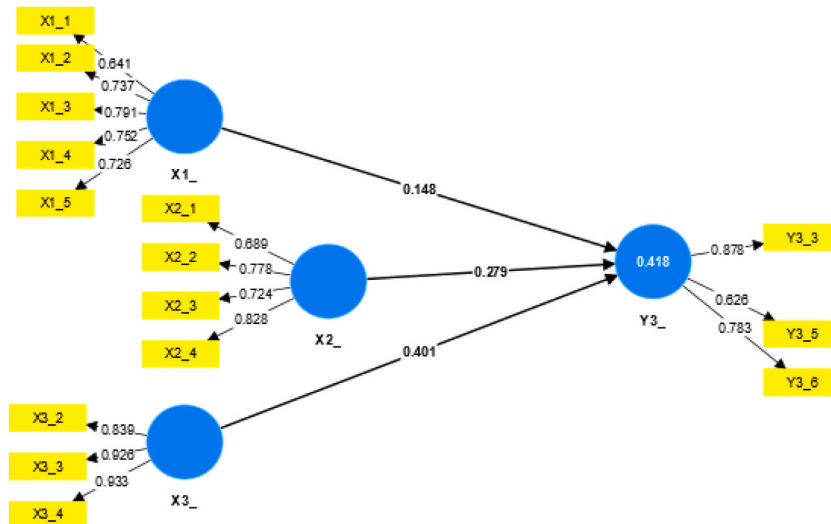 X1_1
X1_2
X1_3
X1_4
X1_5
0.641
0.737
0.791
0.752
0.726
X1_
0.148
X2_1
X2_2
X2_3
X2_4
0.689
0.778
0.724
0.828
X2_
0.279
X3_2
X3_3
X3_4
0.839
0.926
0.933
X3_
0.401
0.418
Y3_
0.878
0.626
0.783
Y3_3
Y3_5
Y3_6